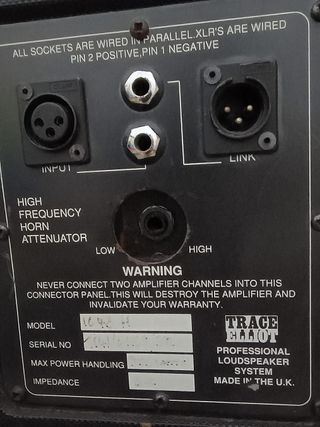 ALL SOCKETS ARE WIRED IN PARALLEL.XLR'S ARE WIRED
PIN 2 POSITIVE,PIN 1 NEGATIVE
INPUT
LINK
HIGH
FREQUENCY
HORN
ATTENUATOR
LOW
HIGH
WARNING
NEVER CONNECT TWO AMPLIFIER CHANNELS INTO THIS
CONNECTOR PANEL.THIS WILL DESTROY THE AMPLIFIER AND
INVALIDATE YOUR WARRANTY.
MODEL
SERIAL NO
MAX POWER HANDLING
IMPEDANCE
TRACE
ELLIOT
PROFESSIONAL
LOUDSPEAKER
SYSTEM
MADE IN THE U.K.